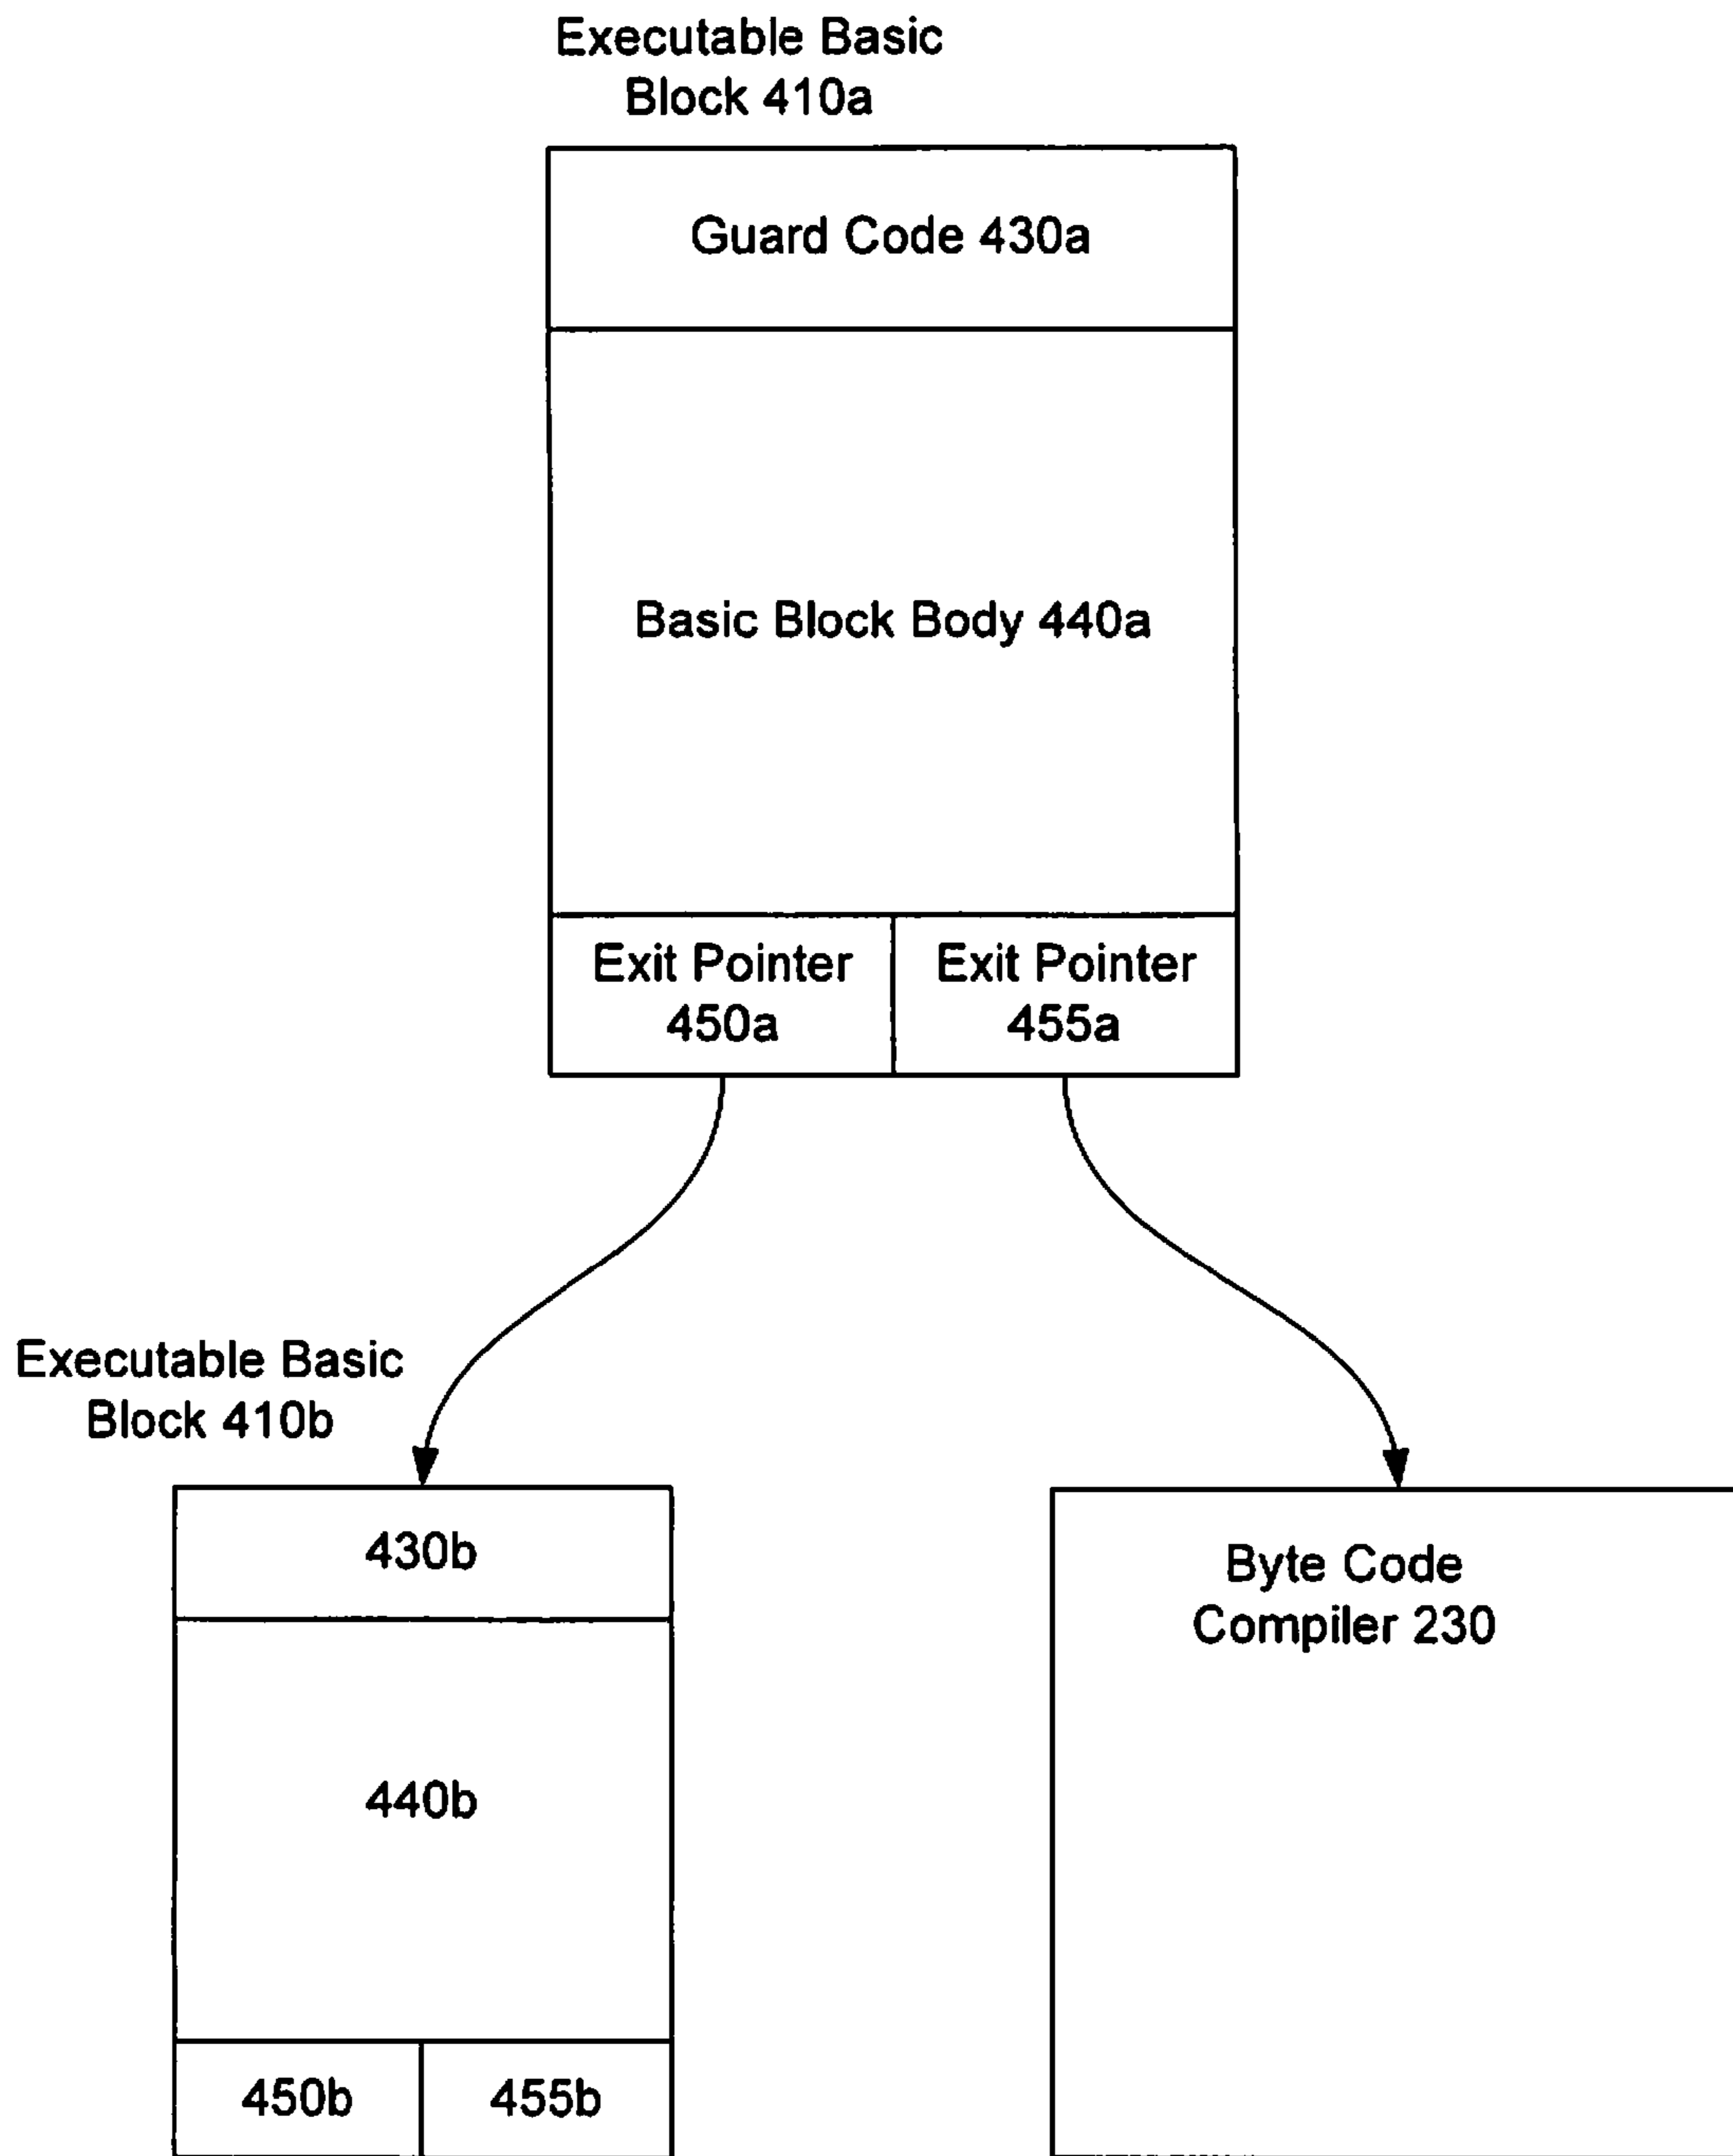 Executable Basic
Block 410a
Guard Code 430a
Basic Block Body 440a
Exit Pointer
450a
Exit Pointer
455a
Executable Basic
Block 410b
430b
440b
450b
455b
Byte Code
Compiler 230